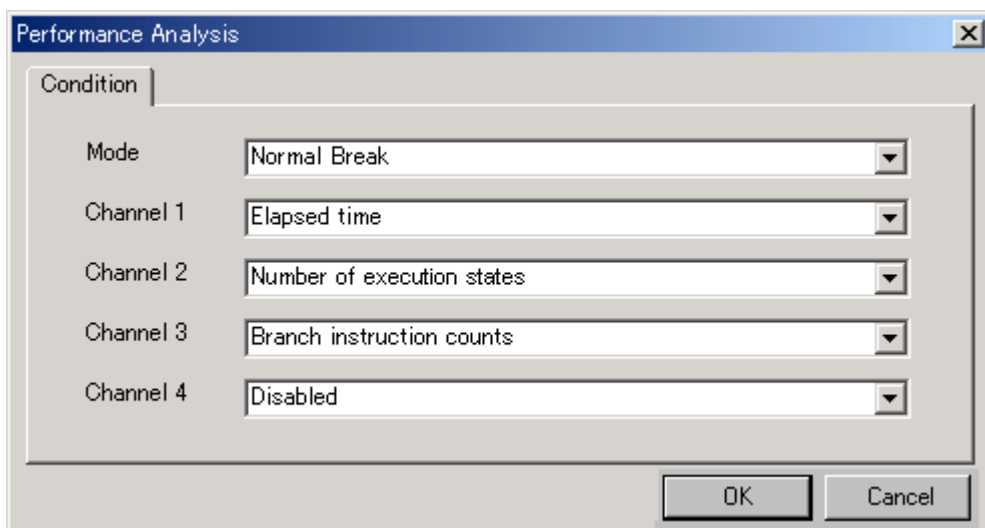 Performance Analysis
Condition
Mode Normal Break
Channel 1 Elapsed time
Channel 2 Number of execution states
Channel 3 Branch instruction counts
Channel 4 Disabled
OK Cancel